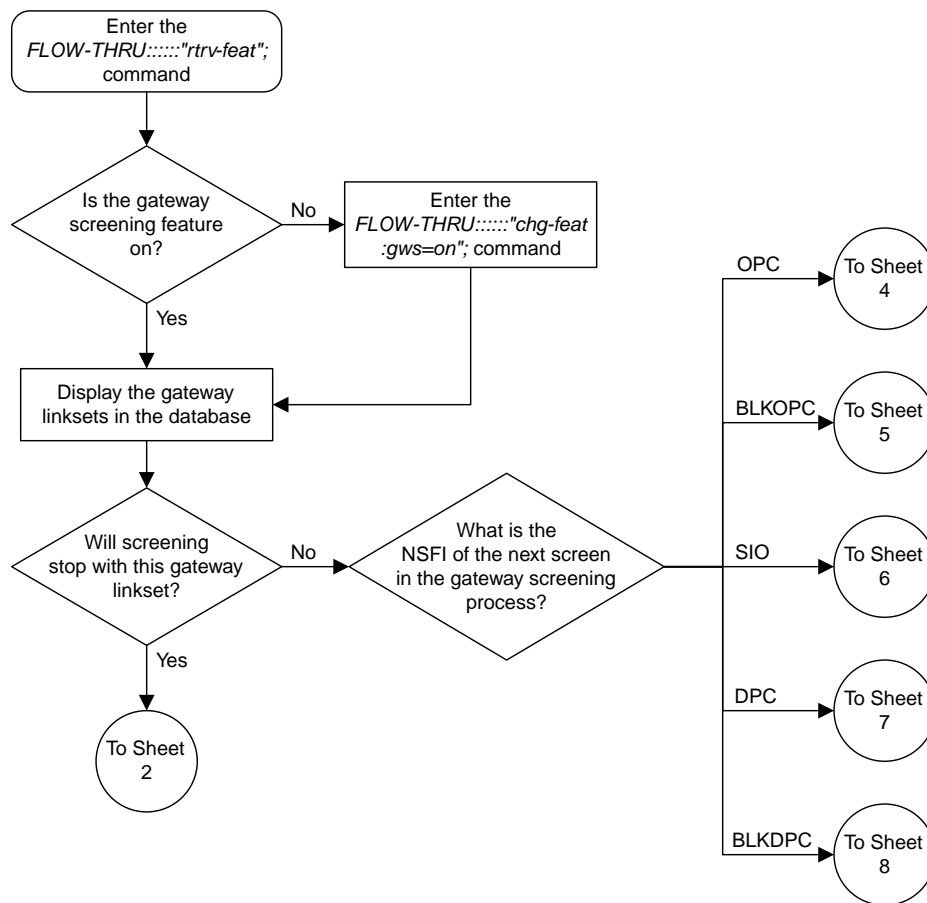 Enter the
FLOW-THRU::::::"rtrv-feat";
command
Is the gateway
screening feature
on?
No
Enter the
FLOW-THRU::::::"chg-feat
:gws=on"; command
Yes
Display the gateway
linksets in the database
Will screening
stop with this gateway
linkset?
No
What is the
NSFI of the next screen
in the gateway screening
process?
Yes
To Sheet
2
OPC
To Sheet
4
BLKOPC
To Sheet
5
SIO
To Sheet
6
DPC
To Sheet
7
BLKDPC
To Sheet
8